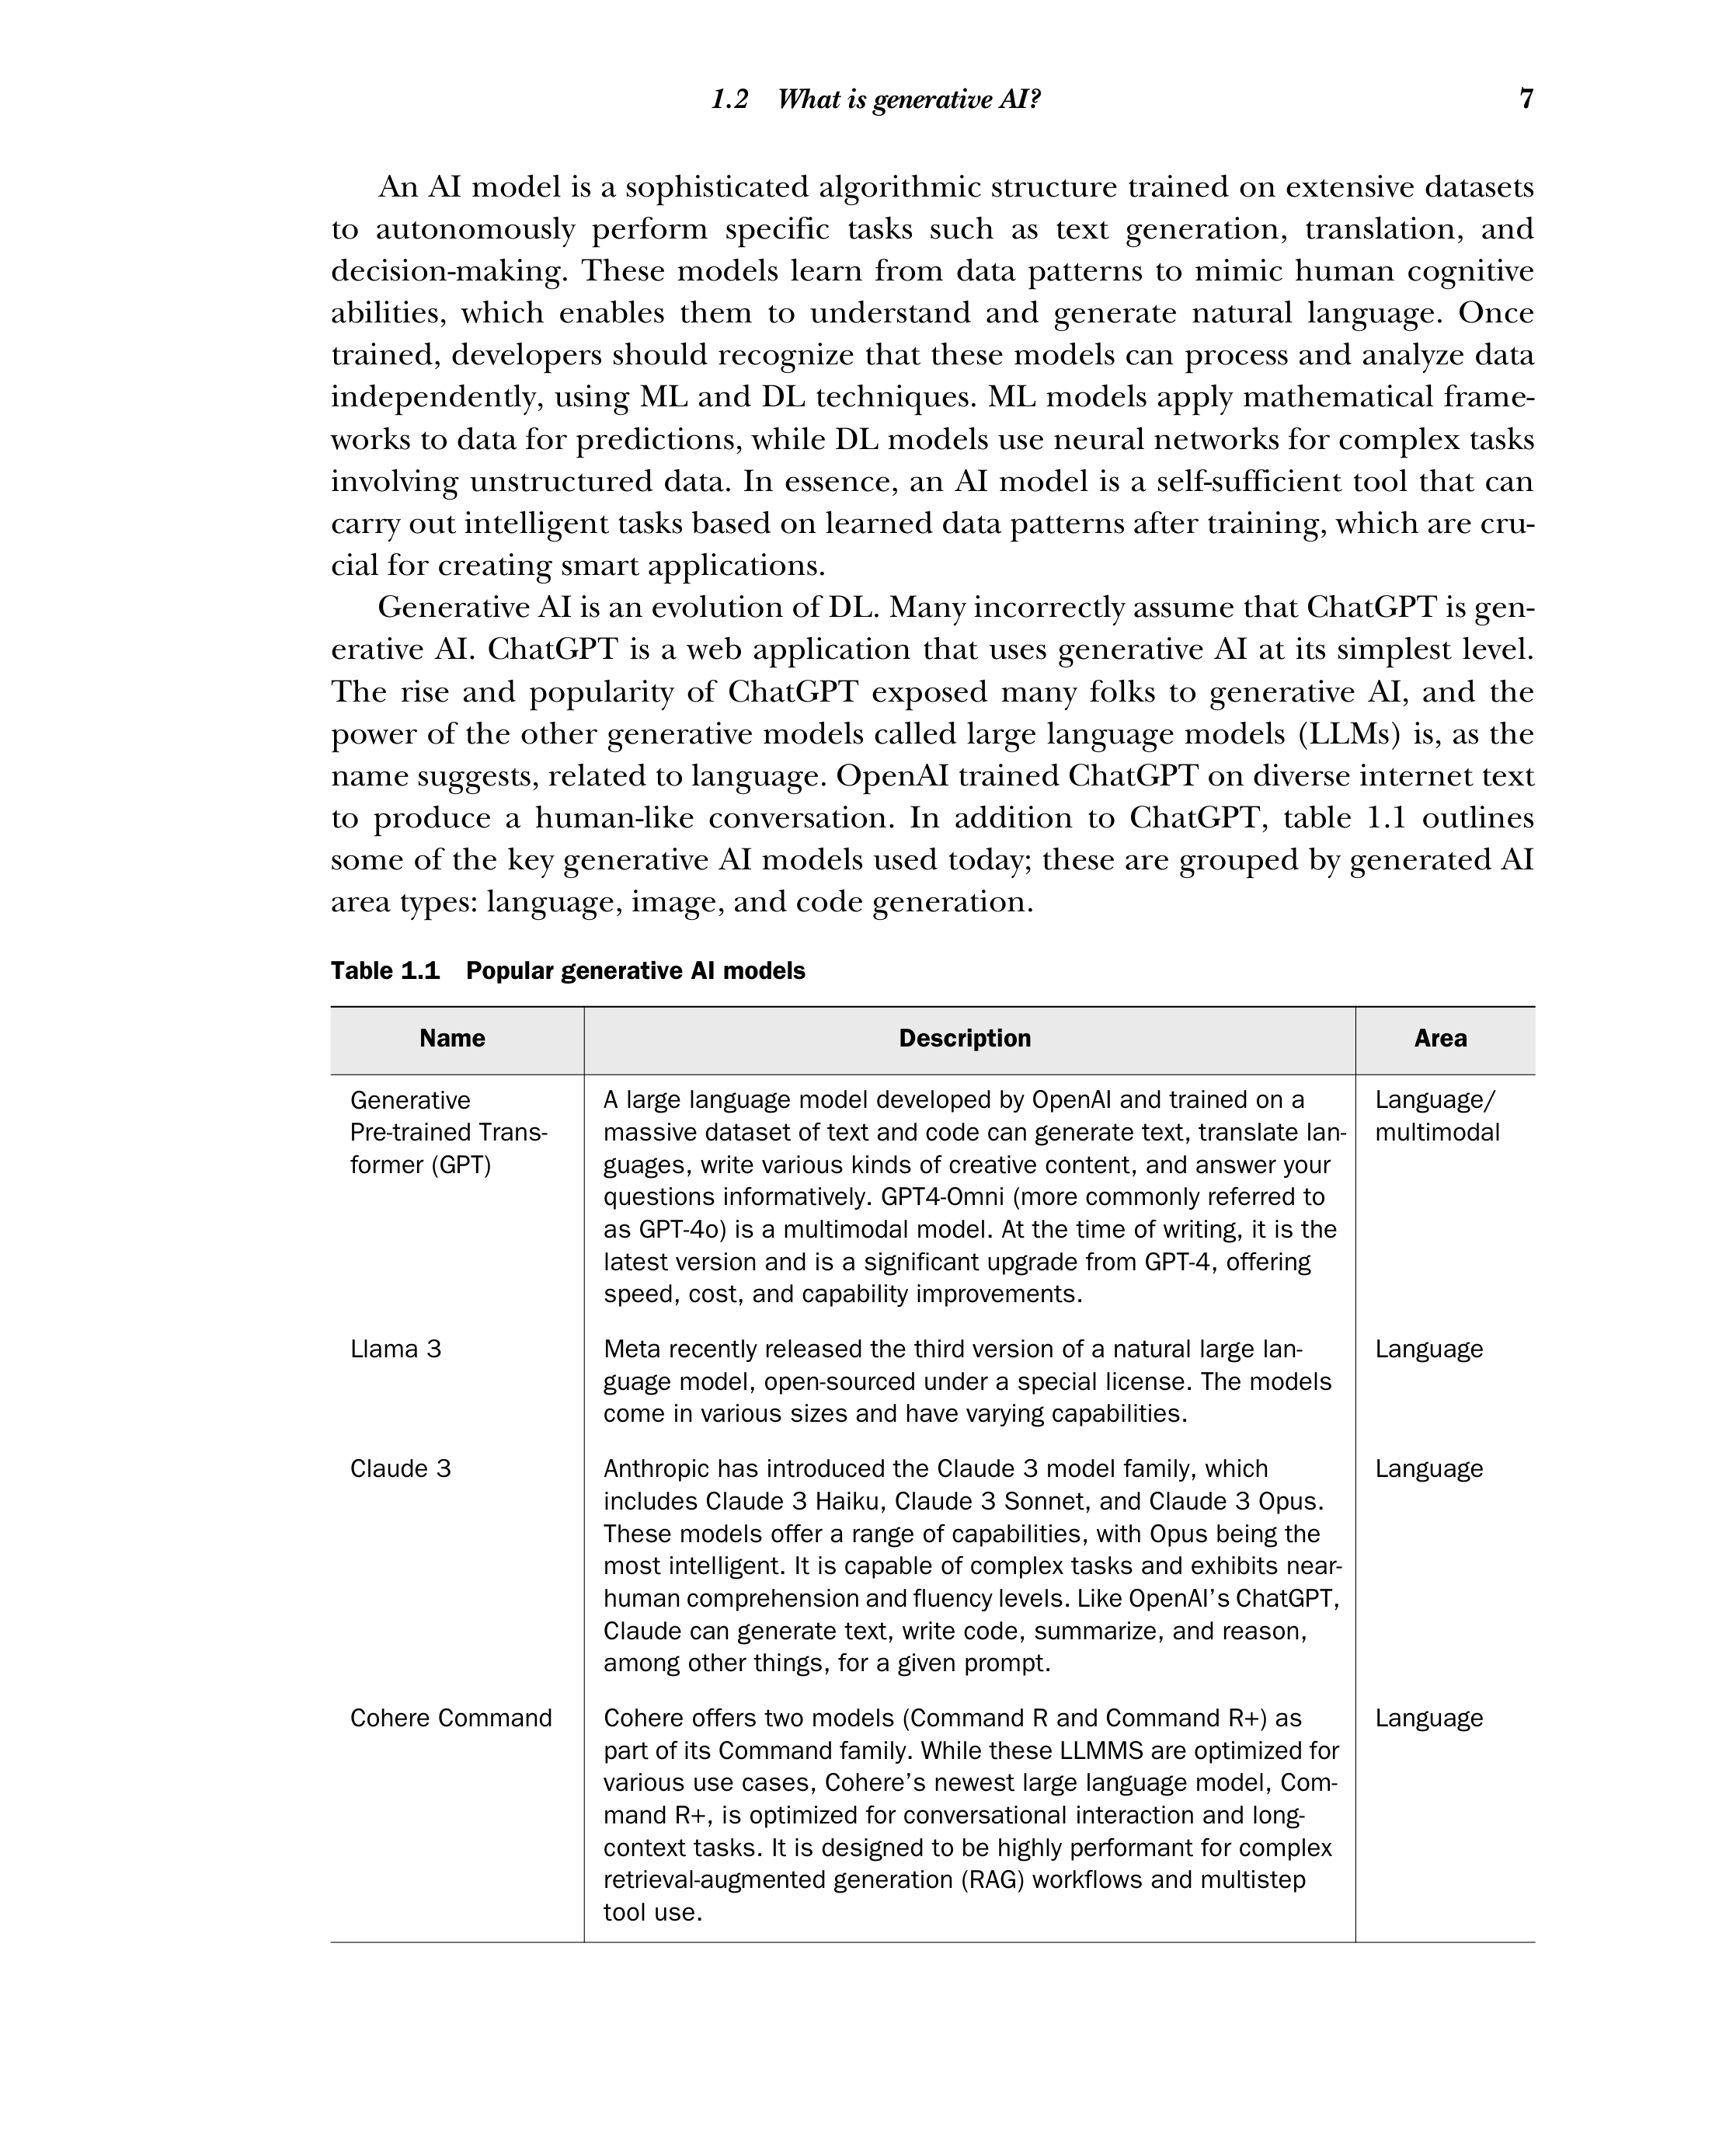 1.2 What is generative AI? 7
An AI model is a sophisticated algorithmic structure trained on extensive datasets
to autonomously perform specific tasks such as text generation, translation, and
decision-making. These models learn from data patterns to mimic human cognitive
abilities, which enables them to understand and generate natural language. Once
trained, developers should recognize that these models can process and analyze data
independently, using ML and DL techniques. ML models apply mathematical frame-
works to data for predictions, while DL models use neural networks for complex tasks
involving unstructured data. In essence, an AI model is a self-sufficient tool that can
carry out intelligent tasks based on learned data patterns after training, which are cru-
cial for creating smart applications.
Generative AI is an evolution of DL. Many incorrectly assume that ChatGPT is gen-
erative AI. ChatGPT is a web application that uses generative AI at its simplest level.
The rise and popularity of ChatGPT exposed many folks to generative AI, and the
power of the other generative models called large language models (LLMs) is, as the
name suggests, related to language. OpenAI trained ChatGPT on diverse internet text
to produce a human-like conversation. In addition to ChatGPT, table 1.1 outlines
some of the key generative AI models used today; these are grouped by generated AI
area types: language, image, and code generation.
Table 1.1 Popular generative AI models
Name Description Area
Generative A large language model developed by OpenAI and trained on a Language/
Pre-trained Trans- massive dataset of text and code can generate text, translate lan- multimodal
former (GPT) guages, write various kinds of creative content, and answer your
questions informatively. GPT4-Omni (more commonly referred to
as GPT-4o) is a multimodal model. At the time of writing, it is the
latest version and is a significant upgrade from GPT-4, offering
speed, cost, and capability improvements.
Llama 3 Meta recently released the third version of a natural large lan- Language
guage model, open-sourced under a special license. The models
come in various sizes and have varying capabilities.
Claude 3 Anthropic has introduced the Claude 3 model family, which Language
includes Claude 3 Haiku, Claude 3 Sonnet, and Claude 3 Opus.
These models offer a range of capabilities, with Opus being the
most intelligent. It is capable of complex tasks and exhibits near-
human comprehension and fluency levels. Like OpenAI’s ChatGPT,
Claude can generate text, write code, summarize, and reason,
among other things, for a given prompt.
Cohere Command Cohere offers two models (Command R and Command R+) as Language
part of its Command family. While these LLMMS are optimized for
various use cases, Cohere’s newest large language model, Com-
mand R+, is optimized for conversational interaction and long-
context tasks. It is designed to be highly performant for complex
retrieval-augmented generation (RAG) workflows and multistep
tool use.